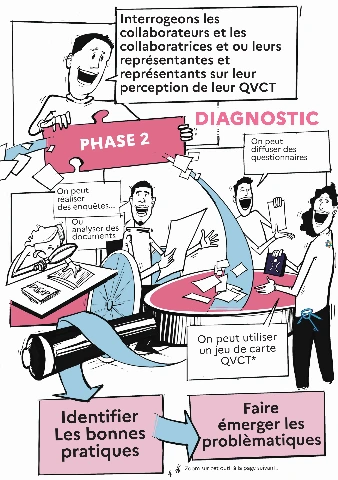 Interrogeons les
collaborateurs et les
collaboratrices et ou leurs
représentantes et
représentants sur leur
perception de leur QVCT
DIAGNOSTIC
PHASE 2
On peut
diffuser des
questionnaires
On peut
réaliser
des enquêtes...
Ou
analyser des
documents
On peut utiliser
un jeu de carte
QVCT*
Identifier
Les bonnes
pratiques
Faire
émerger les
problèmatiques